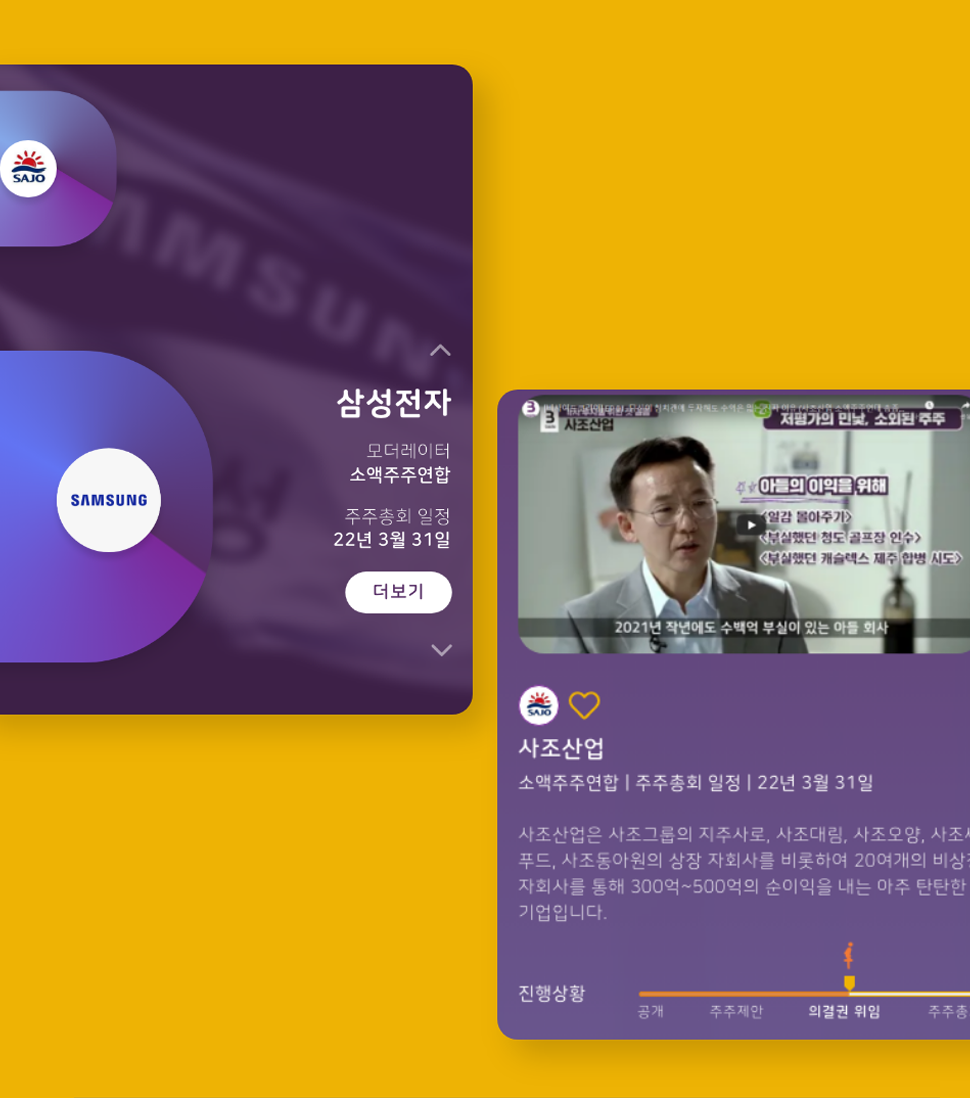 SAJO
SAMSUNG
SAMSUNG
삼성전자
모더레이터
소액주주연합
주주총회 일정
22년 3월 31일
더보기
사조산업
저평가의 민낯, 소외된 주주
아들의 이익을 위해
<일감 몰아주기>
<부실했던 청도 골프장 인수>
<부실했던 캐슬렉스 제주 합병 시도>
2021년 작년에도 수백억 부실이 있는 아들 회사
SAJO
사조산업
소액주주연합 | 주주총회 일정 | 22년 3월 31일
사조산업은 사조그룹의 지주사로, 사조대림, 사조오양, 사조씨
푸드, 사조동아원의 상장 자회사를 비롯하여 20여개의 비상장
자회사를 통해 300억~500억의 순이익을 내는 아주 탄탄한
기업입니다.
진행상황
공개 주주제안 의결권 위임 주주총